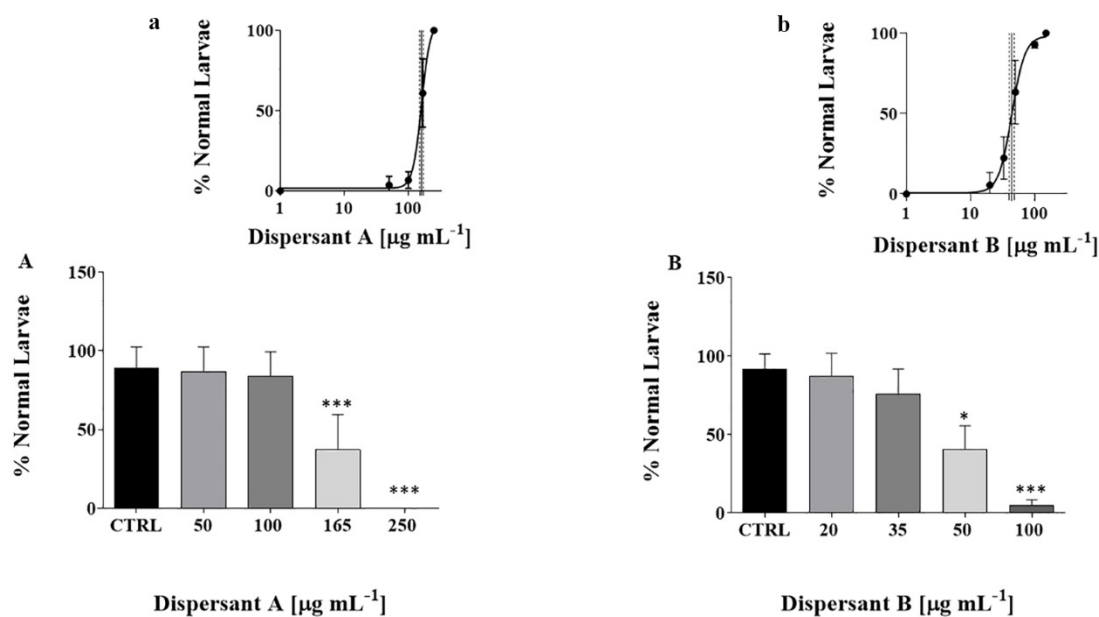 a
% Normal Larvae
100
50
0
1 10 100
Dispersant A [µg mL⁻¹]
b
% Normal Larvae
100
50
0
1 10 100
Dispersant B [µg mL⁻¹]
A
% Normal Larvae
150
100
50
0
***
***
CTRL 50 100 165 250
Dispersant A [µg mL⁻¹]
B
% Normal Larvae
150
100
50
0
*
***
CTRL 20 35 50 100
Dispersant B [µg mL⁻¹]